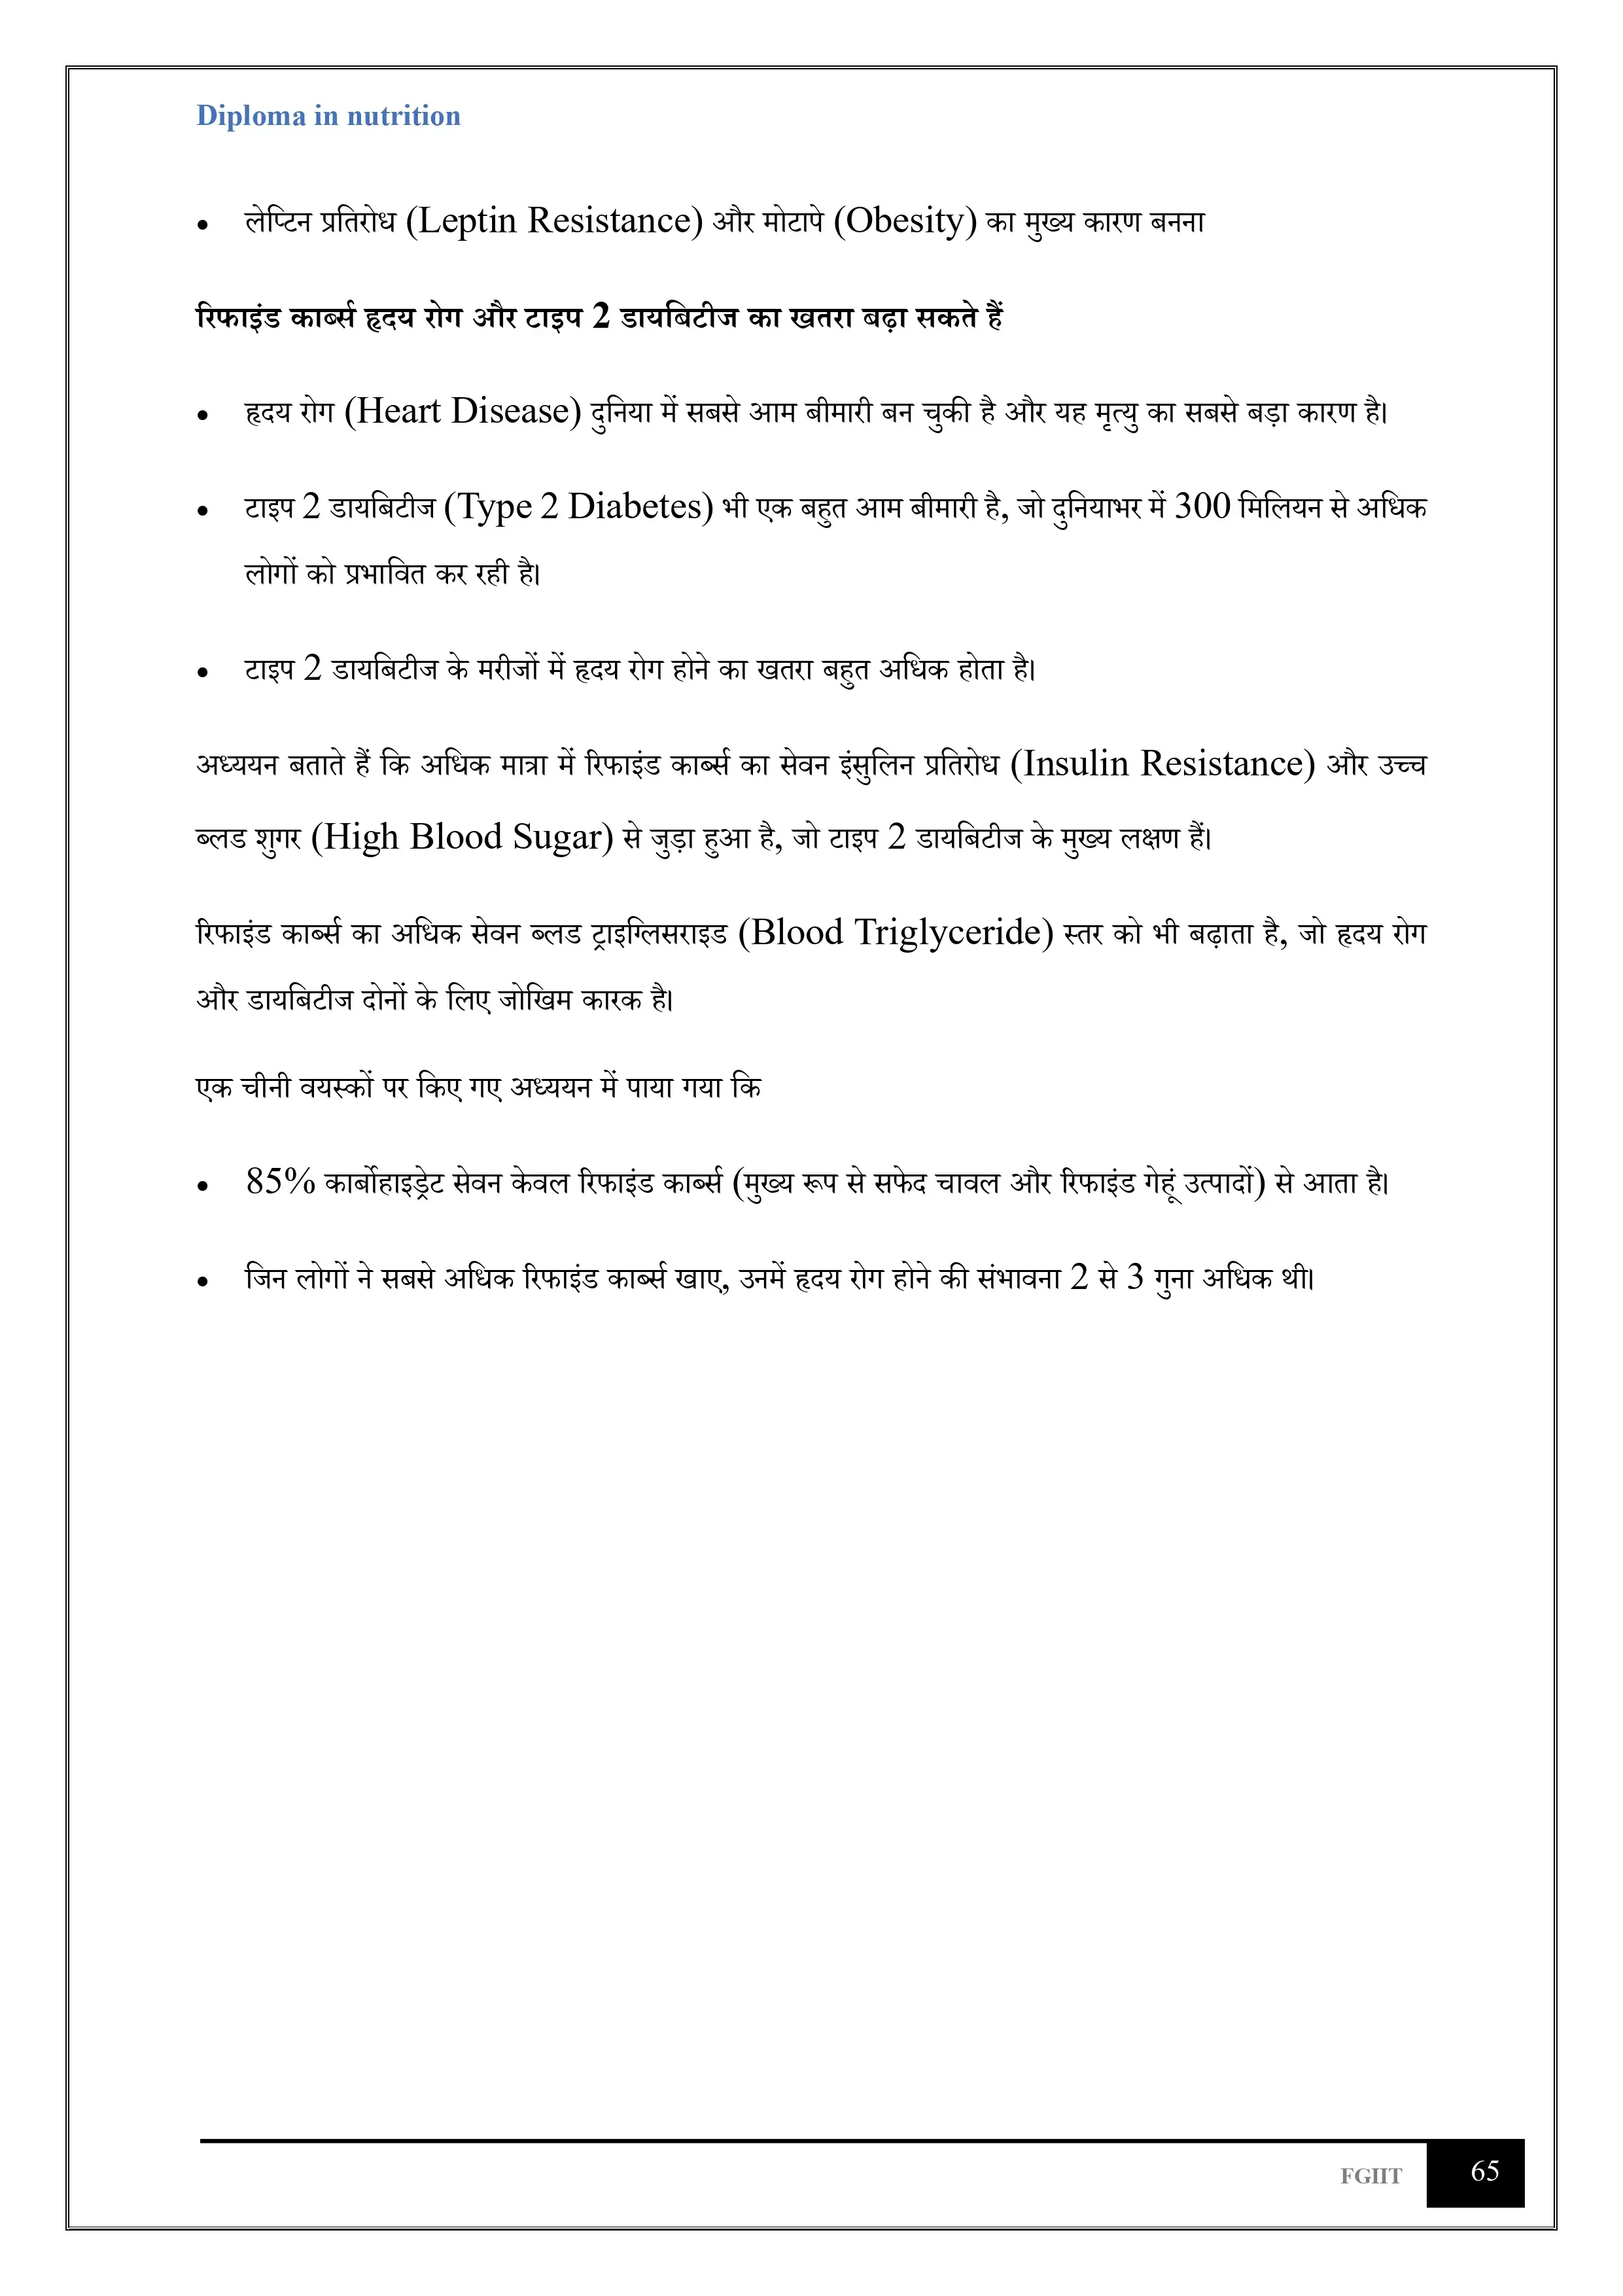 Diploma in nutrition
• लेप्टिन प्रतिरोध (Leptin Resistance) और मोटापे (Obesity) का मुख्य कारण बनना
रिफाइंड कार्ब्स हृदय रोग और टाइप 2 डायबिटीज का खतरा बढ़ा सकते हैं
• हृदय रोग (Heart Disease) दुनिया में सबसे आम बीमारी बन चुकी है और यह मृत्यु का सबसे बड़ा कारण है।
• टाइप 2 डायबिटीज (Type 2 Diabetes) भी एक बहुत आम बीमारी है, जो दुनियाभर में 300 मिलियन से अधिक
लोगों को प्रभावित कर रही है।
• टाइप 2 डायबिटीज के मरीजों में हृदय रोग होने का खतरा बहुत अधिक होता है।
अध्ययन बताते हैं कि अधिक मात्रा में रिफाइंड कार्ब्स का सेवन इंसुलिन प्रतिरोध (Insulin Resistance) और उच्च
ब्लड शुगर (High Blood Sugar) से जुड़ा हुआ है, जो टाइप 2 डायबिटीज के मुख्य लक्षण हैं।
रिफाइंड कार्ब्स का अधिक सेवन ब्लड ट्राइग्लिसराइड (Blood Triglyceride) स्तर को भी बढ़ाता है, जो हृदय रोग
और डायबिटीज दोनों के लिए जोखिम कारक है।
एक चीनी वयस्कों पर किए गए अध्ययन में पाया गया कि
• 85% कार्बोहाइड्रेट सेवन केवल रिफाइंड कार्ब्स (मुख्य रूप से सफेद चावल और रिफाइंड गेहूं उत्पादों) से आता है।
• जिन लोगों ने सबसे अधिक रिफाइंड कार्ब्स खाए, उनमें हृदय रोग होने की संभावना 2 से 3 गुना अधिक थी।
FGIIT 65